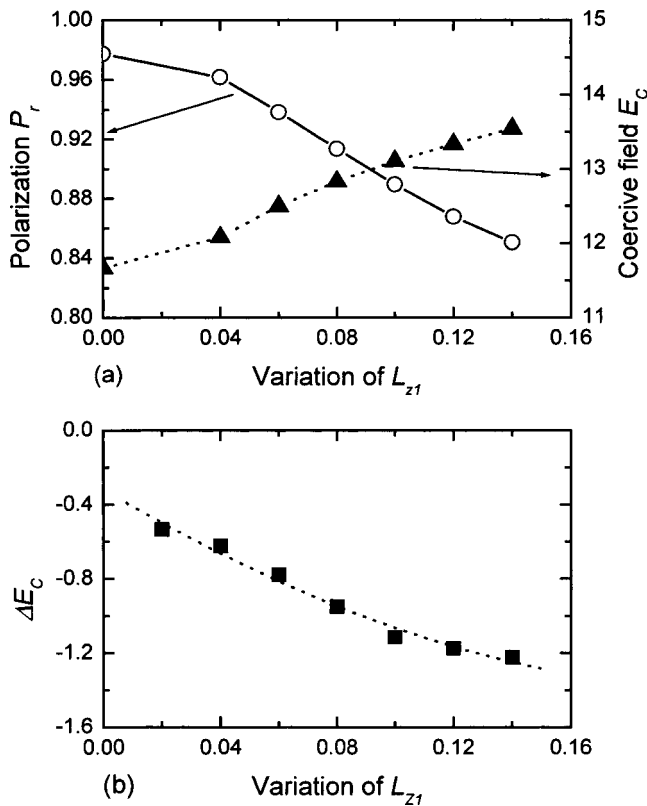 1.00
0.96
0.92
0.88
0.84
0.80
Polarization P_r
15
14
13
12
11
Coercive field E_C
0.00 0.04 0.08 0.12 0.16
(a) Variation of L_z1
0.0
-0.4
-0.8
-1.2
-1.6
ΔE_C
0.00 0.04 0.08 0.12 0.16
(b) Variation of L_Z1